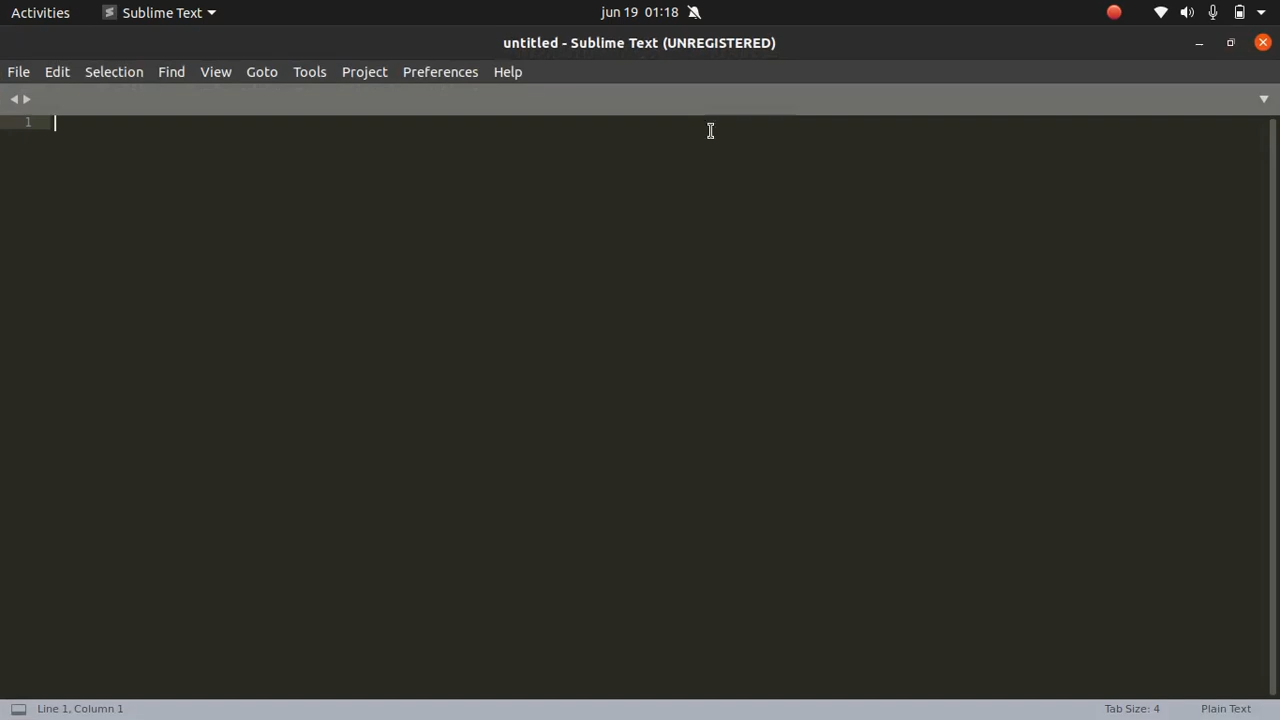 Activities Sublime Text jun 19 01:18
untitled - Sublime Text (UNREGISTERED)
File Edit Selection Find View Goto Tools Project Preferences Help
1
Line 1, Column 1 Tab Size: 4 Plain Text